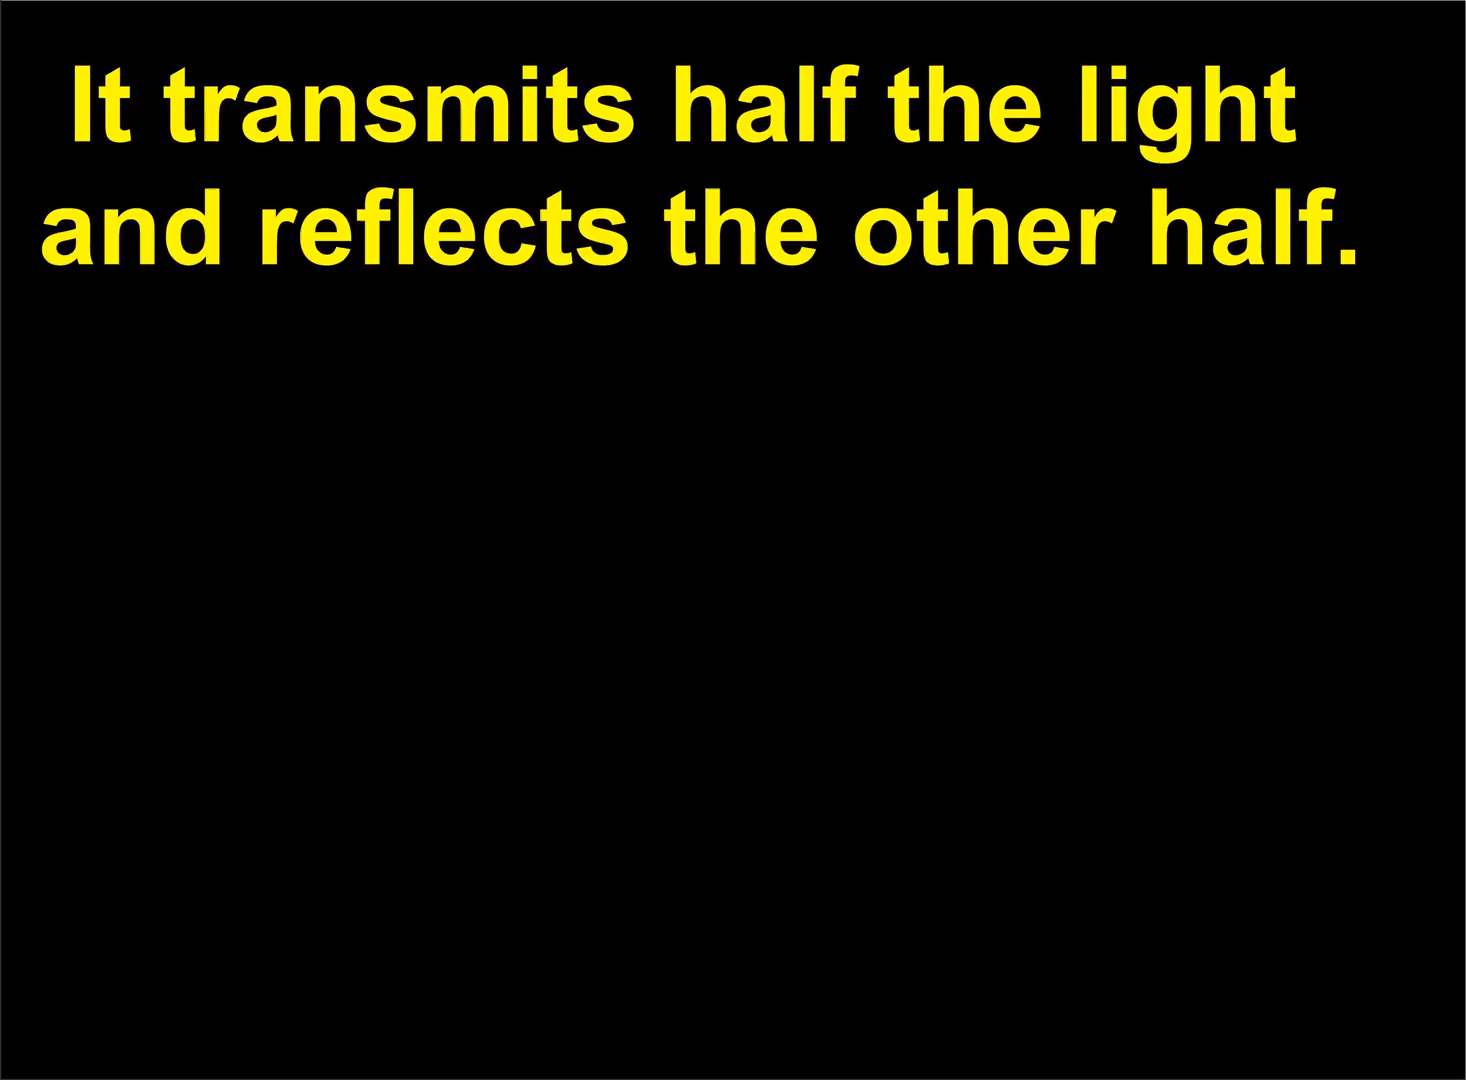 It transmits half the light
and reflects the other half.